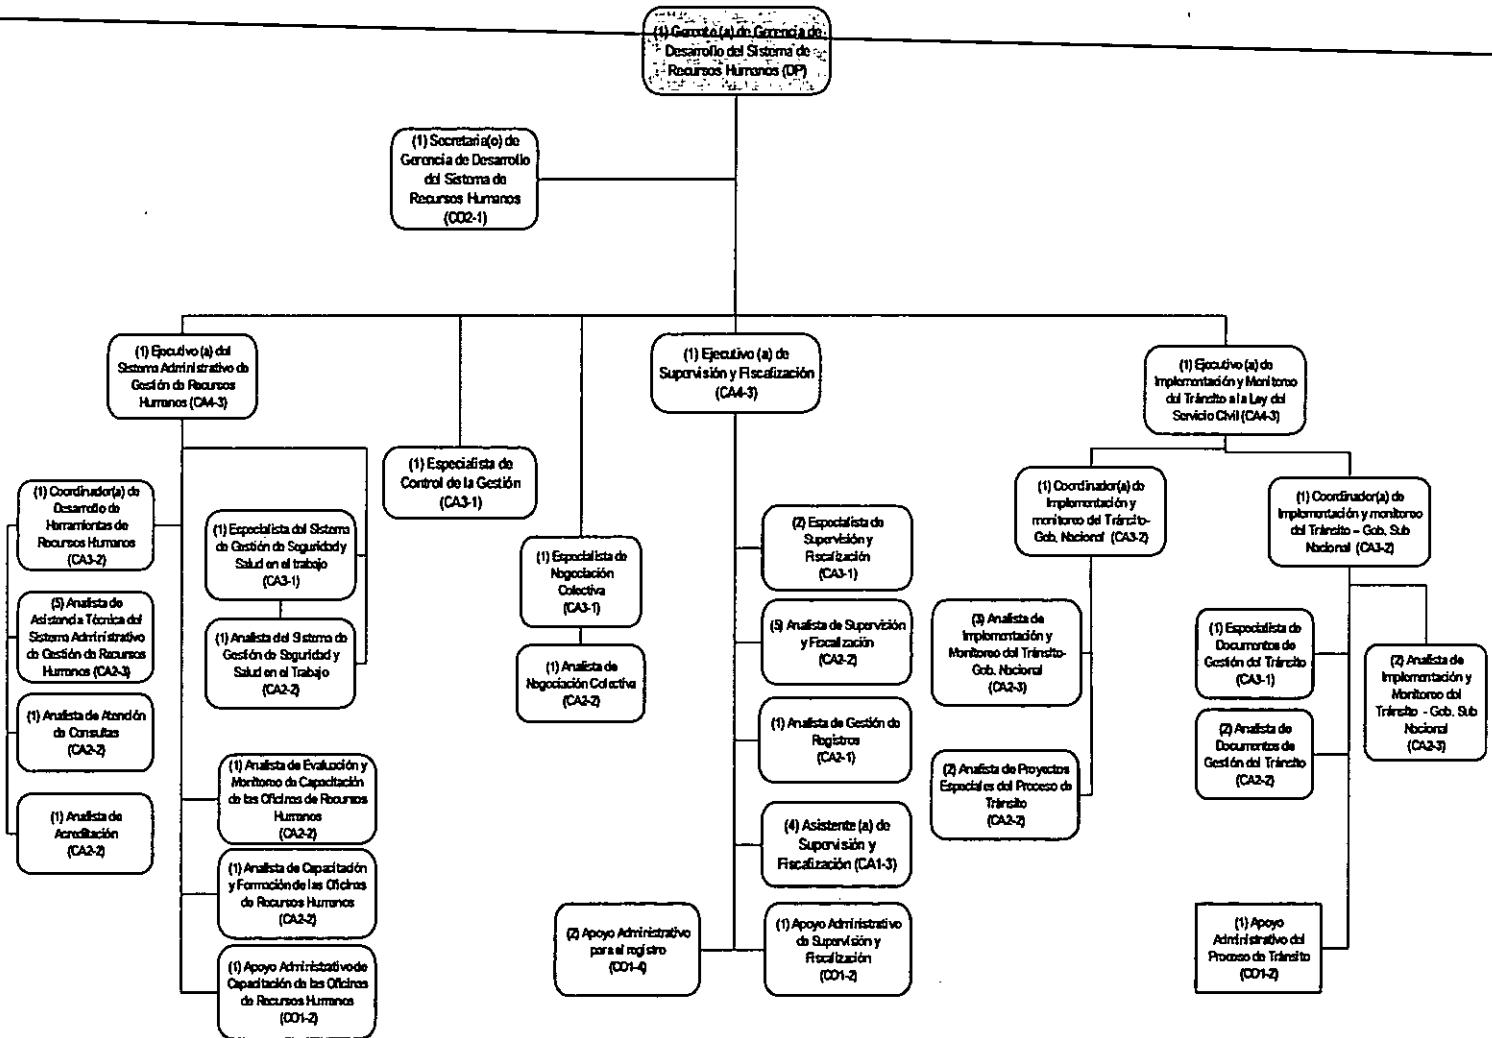 (1) Gerente (a) de Gerencia de
Desarrollo del Sistema de
Recursos Humanos (DP)
(1) Secretaria(o) de
Gerencia de Desarrollo
del Sistema de
Recursos Humanos
(CO2-1)
(1) Ejecutivo (a) del
Sistema Administrativo de
Gestión de Recursos
Humanos (CA4-3)
(1) Coordinador(a) de
Desarrollo de
Herramientas de
Recursos Humanos
(CA3-2)
(5) Analista de
Asistencia Técnica del
Sistema Administrativo
de Gestión de Recursos
Humanos (CA2-3)
(1) Analista de Atención
de Consultas
(CA2-2)
(1) Analista de
Acreditación
(CA2-2)
(1) Especialista del Sistema
de Gestión de Seguridad y
Salud en el trabajo
(CA3-1)
(1) Analista del Sistema de
Gestión de Seguridad y
Salud en el Trabajo
(CA2-2)
(1) Analista de Evaluación y
Monitoreo de Capacitación
de las Oficinas de Recursos
Humanos
(CA2-2)
(1) Analista de Capacitación
y Formación de las Oficinas
de Recursos Humanos
(CA2-2)
(1) Apoyo Administrativo de
Capacitación de las Oficinas
de Recursos Humanos
(CO1-2)
(1) Especialista de
Control de la Gestión
(CA3-1)
(1) Especialista de
Negociación
Colectiva
(CA3-1)
(1) Analista de
Negociación Colectiva
(CA2-2)
(1) Ejecutivo (a) de
Supervisión y Fiscalización
(CA4-3)
(2) Especialista de
Supervisión y
Fiscalización
(CA3-1)
(5) Analista de Supervisión
y Fiscalización
(CA2-2)
(1) Analista de Gestión de
Registros
(CA2-1)
(4) Asistente (a) de
Supervisión y
Fiscalización (CA1-3)
(2) Apoyo Administrativo
para el registro
(CO1-4)
(1) Apoyo Administrativo
de Supervisión y
Fiscalización
(CO1-2)
(1) Ejecutivo (a) de
Implementación y Monitoreo
del Tránsito a la Ley del
Servicio Civil (CA4-3)
(1) Coordinador(a) de
Implementación y
monitoreo del Tránsito-
Gob. Nacional (CA3-2)
(3) Analista de
Implementación y
Monitoreo del Tránsito-
Gob. Nacional
(CA2-3)
(2) Analista de Proyectos
Especiales del Proceso de
Tránsito
(CA2-2)
(1) Coordinador(a) de
Implementación y monitoreo
del Tránsito – Gob. Sub
Nacional (CA3-2)
(1) Especialista de
Documentos de
Gestión del Tránsito
(CA3-1)
(2) Analista de
Documentos de
Gestión del Tránsito
(CA2-2)
(2) Analista de
Implementación y
Monitoreo del
Tránsito - Gob. Sub
Nacional
(CA2-3)
(1) Apoyo
Administrativo del
Proceso de Tránsito
(CO1-2)